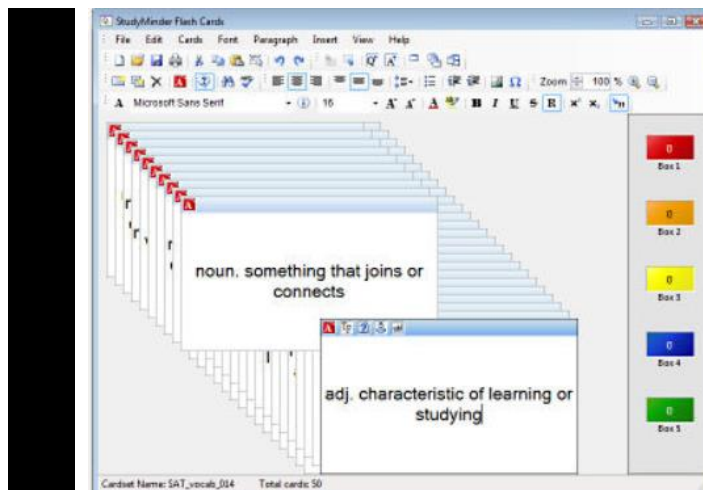 StudyMinder Flash Cards
File Edit Cards Font Paragraph Insert View Help
Zoom 100 %
A Microsoft Sans Serif 16 B I U S R
0
Box 1
0
Box 2
0
Box 3
0
Box 4
0
Box 5
noun. something that joins or
connects
adj. characteristic of learning or
studying
Cardset Name: SAT_vocab_014 Total cards: 50